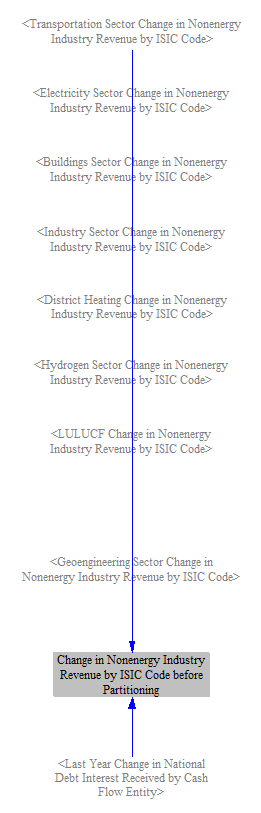 <Transportation Sector Change in Nonenergy
Industry Revenue by ISIC Code>
<Electricity Sector Change in Nonenergy
Industry Revenue by ISIC Code>
<Buildings Sector Change in Nonenergy
Industry Revenue by ISIC Code>
<Industry Sector Change in Nonenergy
Industry Revenue by ISIC Code>
<District Heating Change in Nonenergy
Industry Revenue by ISIC Code>
<Hydrogen Sector Change in Nonenergy
Industry Revenue by ISIC Code>
<LULUCF Change in Nonenergy
Industry Revenue by ISIC Code>
<Geoengineering Sector Change in
Nonenergy Industry Revenue by ISIC Code>
Change in Nonenergy Industry
Revenue by ISIC Code before
Partitioning
<Last Year Change in National
Debt Interest Received by Cash
Flow Entity>